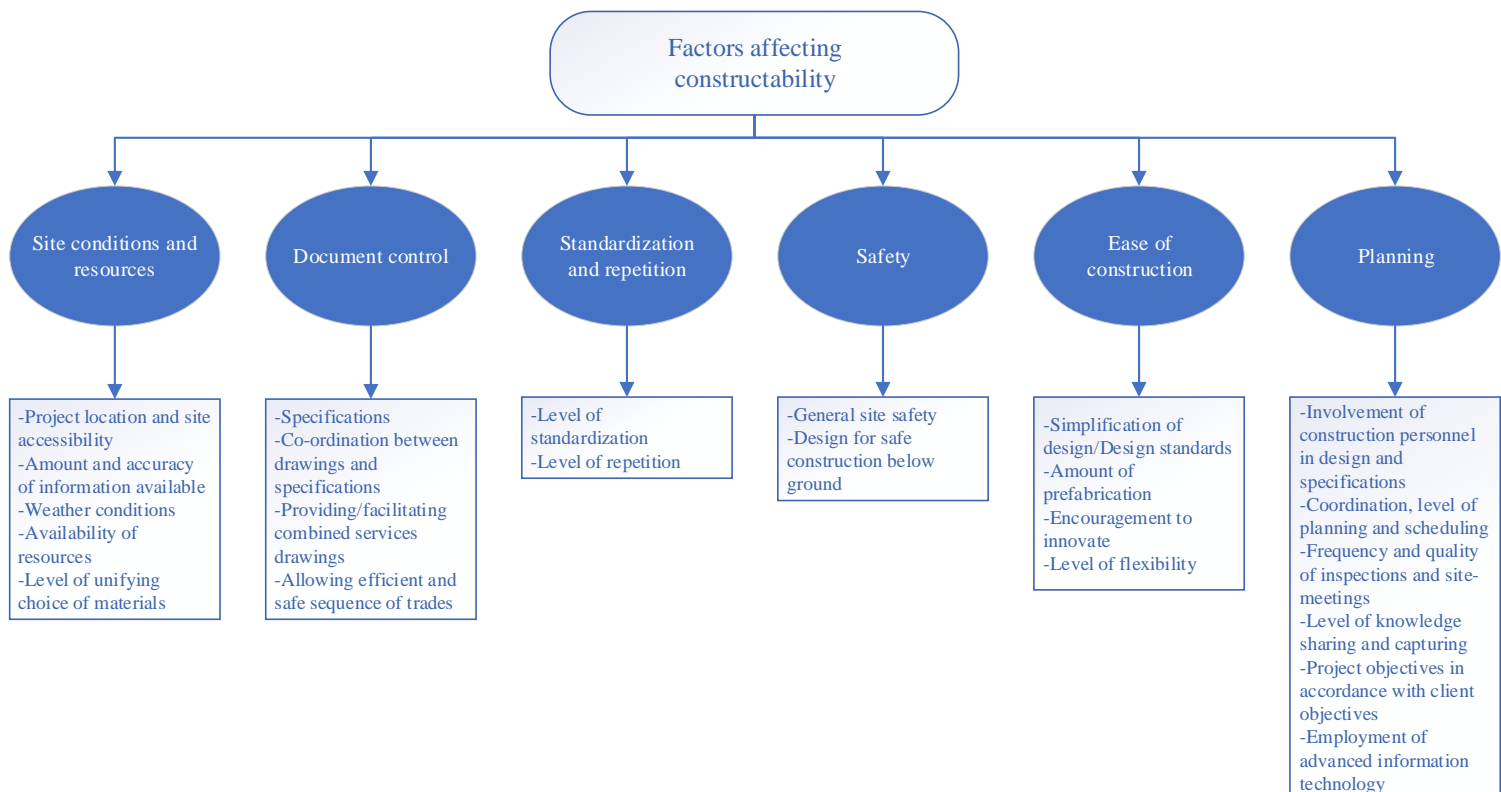 Factors affecting
constructability
Site conditions and
resources
Document control
Standardization
and repetition
Safety
Ease of
construction
Planning
-Project location and site
accessibility
-Amount and accuracy
of information available
-Weather conditions
-Availability of
resources
-Level of unifying
choice of materials
-Specifications
-Co-ordination between
drawings and
specifications
-Providing/facilitating
combined services
drawings
-Allowing efficient and
safe sequence of trades
-Level of
standardization
-Level of repetition
-General site safety
-Design for safe
construction below
ground
-Simplification of
design/Design standards
-Amount of
prefabrication
-Encouragement to
innovate
-Level of flexibility
-Involvement of
construction personnel
in design and
specifications
-Coordination, level of
planning and scheduling
-Frequency and quality
of inspections and site-
meetings
-Level of knowledge
sharing and capturing
-Project objectives in
accordance with client
objectives
-Employment of
advanced information
technology